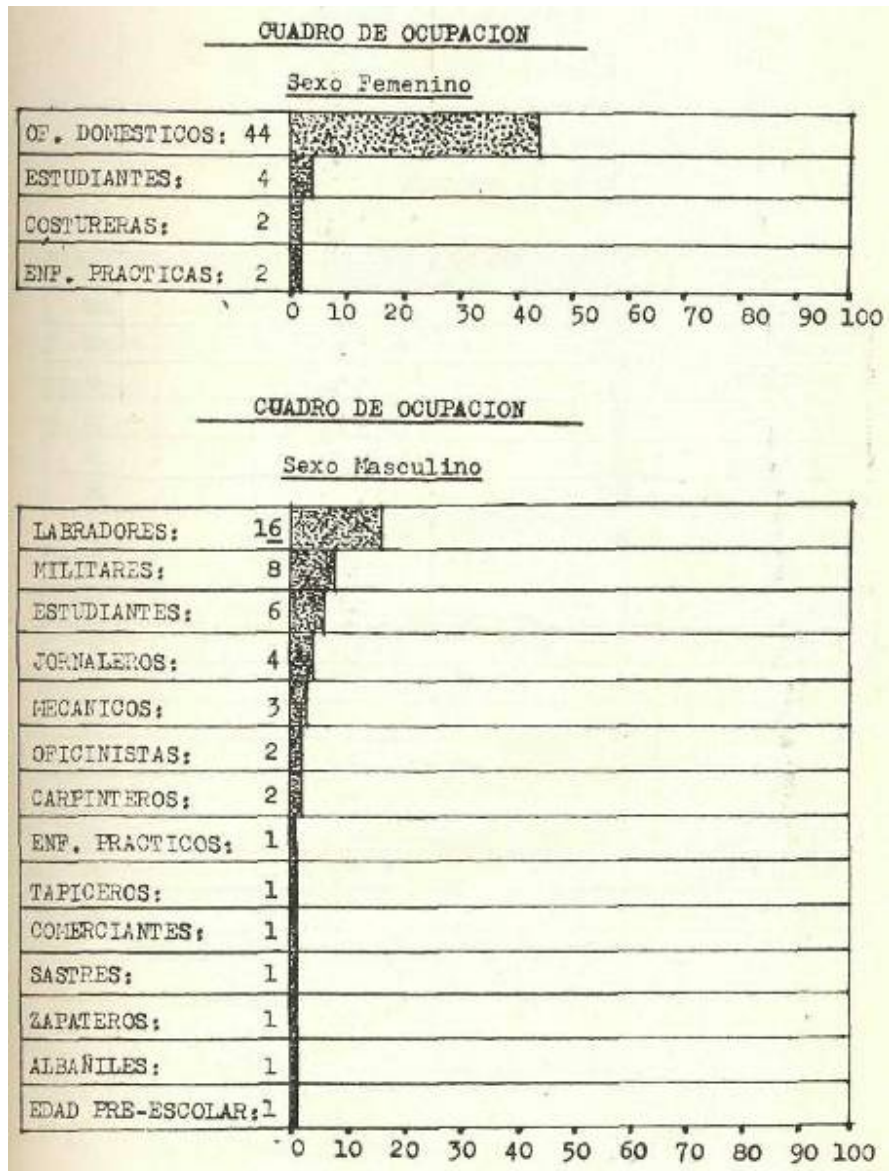 CUADRO DE OCUPACION
Sexo Femenino
OF. DOMESTICOS: 44
ESTUDIANTES: 4
COSTURERAS: 2
ENF. PRACTICAS: 2
0 10 20 30 40 50 60 70 80 90 100
CUADRO DE OCUPACION
Sexo Masculino
LABRADORES: 16
MILITARES: 8
ESTUDIANTES: 6
JORNALEROS: 4
MECANICOS: 3
OFICINISTAS: 2
CARPINTEROS: 2
ENF. PRACTICOS: 1
TAPICEROS: 1
COMERCIANTES: 1
SASTRES: 1
ZAPATEROS: 1
ALBAÑILES: 1
EDAD PRE-ESCOLAR: 1
0 10 20 30 40 50 60 70 80 90 100